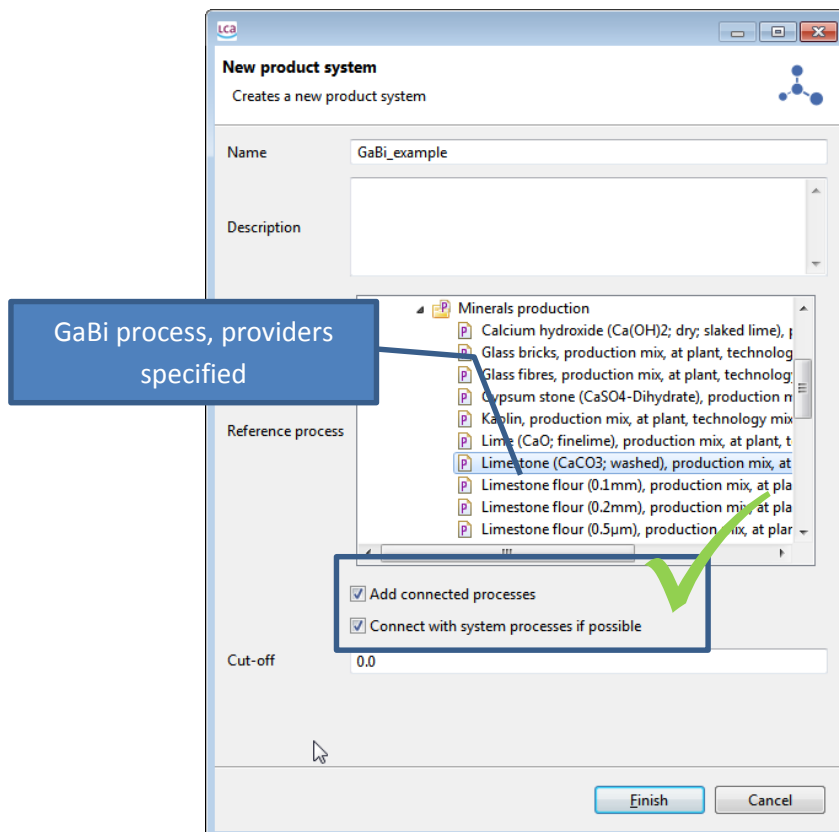 LCA
New product system
Creates a new product system
Name
GaBi_example
Description
GaBi process, providers
specified
Reference process
Minerals production
Calcium hydroxide (Ca(OH)2; dry; slaked lime), p
Glass bricks, production mix, at plant, technolog
Glass fibres, production mix, at plant, technolog
Gypsum stone (CaSO4-Dihydrate), production m
Kaolin, production mix, at plant, technology mix
Lime (CaO; finelime), production mix, at plant, t
Limestone (CaCO3; washed), production mix, at
Limestone flour (0.1mm), production mix, at pla
Limestone flour (0.2mm), production mix, at pla
Limestone flour (0.5µm), production mix, at plan
Add connected processes
Connect with system processes if possible
Cut-off
0.0
Finish
Cancel